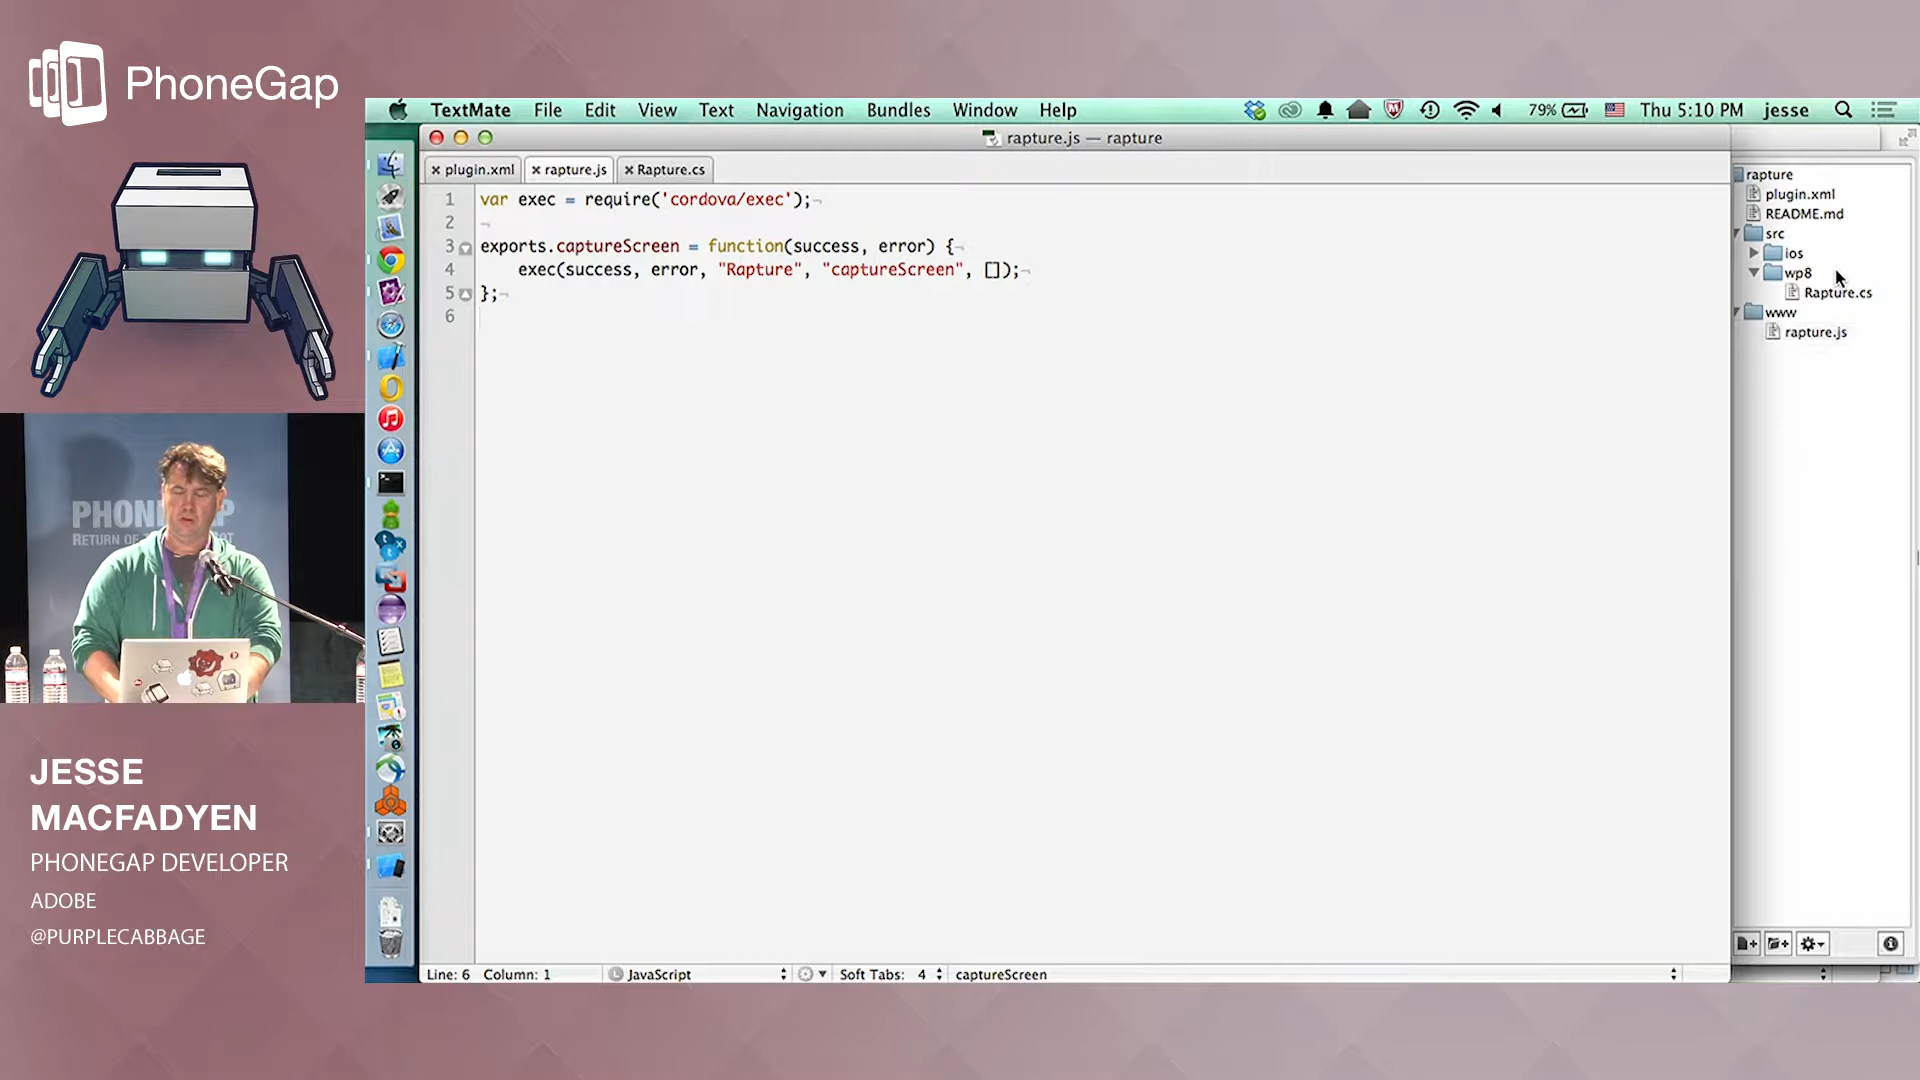 PhoneGap
TextMate File Edit View Text Navigation Bundles Window Help 79% Thu 5:10 PM jesse
rapture.js — rapture
plugin.xml rapture.js Rapture.cs
1 var exec = require('cordova/exec');
2
3 exports.captureScreen = function(success, error) {
4 exec(success, error, "Rapture", "captureScreen", []);
5 };
6
rapture
plugin.xml
README.md
src
ios
wp8
Rapture.cs
www
rapture.js
Line: 6 Column: 1 JavaScript Soft Tabs: 4 captureScreen
JESSE
MACFADYEN
PHONEGAP DEVELOPER
ADOBE
@PURPLECABBAGE